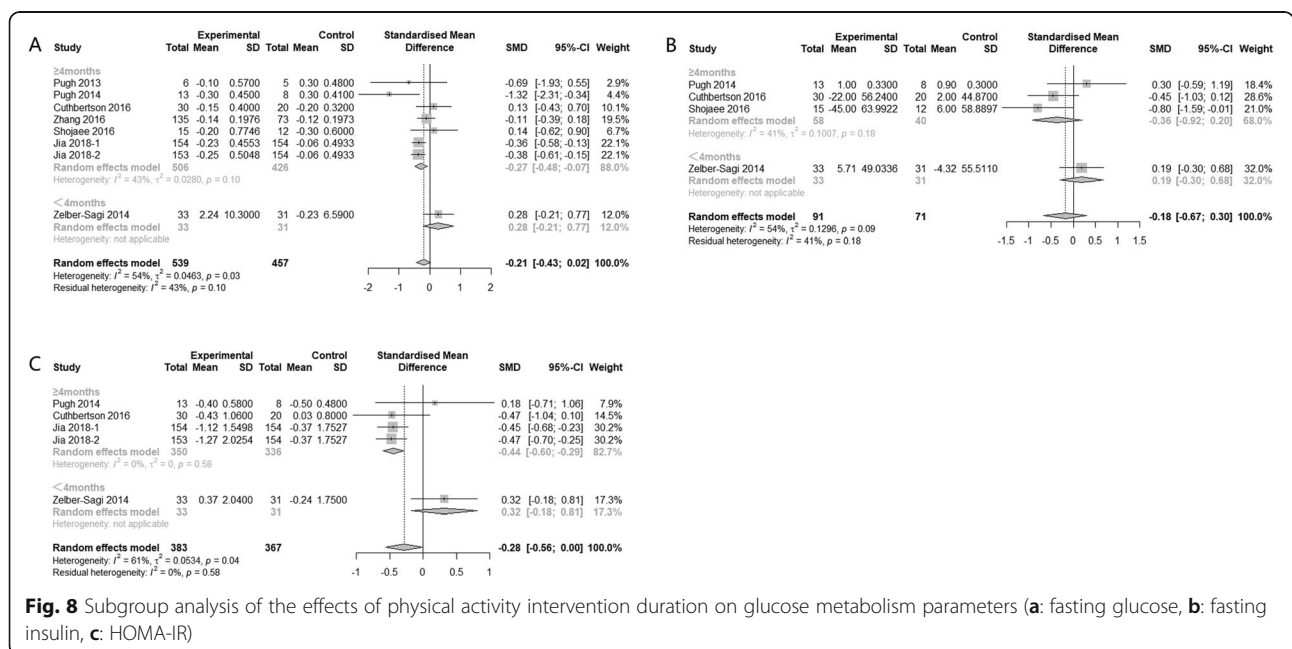 A
Experimental Control Standardised Mean
Study Total Mean SD Total Mean SD Difference SMD 95%-CI Weight
≥4months
Pugh 2013 6 -0.10 0.5700 5 0.30 0.4800 -0.69 [-1.93; 0.55] 2.9%
Pugh 2014 13 -0.30 0.4500 8 0.30 0.4100 -1.32 [-2.31; -0.34] 4.4%
Cuthbertson 2016 30 -0.15 0.4000 20 -0.20 0.3200 0.13 [-0.43; 0.70] 10.1%
Zhang 2016 135 -0.14 0.1976 73 -0.12 0.1973 -0.11 [-0.39; 0.18] 19.5%
Shojaee 2016 15 -0.20 0.7746 12 -0.30 0.6000 0.14 [-0.62; 0.90] 6.7%
Jia 2018-1 154 -0.23 0.4553 154 -0.06 0.4933 -0.36 [-0.58; -0.13] 22.1%
Jia 2018-2 153 -0.25 0.5048 154 -0.06 0.4933 -0.38 [-0.61; -0.15] 22.1%
Random effects model 506 426 -0.27 [-0.48; -0.07] 88.0%
Heterogeneity: I² = 43%, τ² = 0.0280, p = 0.10
<4months
Zelber-Sagi 2014 33 2.24 10.3000 31 -0.23 6.5900 0.28 [-0.21; 0.77] 12.0%
Random effects model 33 31 0.28 [-0.21; 0.77] 12.0%
Heterogeneity: not applicable
Random effects model 539 457 -0.21 [-0.43; 0.02] 100.0%
Heterogeneity: I² = 54%, τ² = 0.0463, p = 0.03
Residual heterogeneity: I² = 43%, p = 0.10
-2 -1 0 1 2
B
Experimental Control Standardised Mean
Study Total Mean SD Total Mean SD Difference SMD 95%-CI Weight
≥4months
Pugh 2014 13 1.00 0.3300 8 0.90 0.3000 0.30 [-0.59; 1.19] 18.4%
Cuthbertson 2016 30 -22.00 56.2400 20 2.00 44.8700 -0.45 [-1.03; 0.12] 28.6%
Shojaee 2016 15 -45.00 63.9922 12 6.00 58.8897 -0.80 [-1.59; -0.01] 21.0%
Random effects model 58 40 -0.36 [-0.92; 0.20] 68.0%
Heterogeneity: I² = 41%, τ² = 0.1007, p = 0.18
<4months
Zelber-Sagi 2014 33 5.71 49.0336 31 -4.32 55.5110 0.19 [-0.30; 0.68] 32.0%
Random effects model 33 31 0.19 [-0.30; 0.68] 32.0%
Heterogeneity: not applicable
Random effects model 91 71 -0.18 [-0.67; 0.30] 100.0%
Heterogeneity: I² = 54%, τ² = 0.1296, p = 0.09
Residual heterogeneity: I² = 41%, p = 0.18
-1.5 -1 -0.5 0 0.5 1 1.5
C
Experimental Control Standardised Mean
Study Total Mean SD Total Mean SD Difference SMD 95%-CI Weight
≥4months
Pugh 2014 13 -0.40 0.5800 8 -0.50 0.4800 0.18 [-0.71; 1.06] 7.9%
Cuthbertson 2016 30 -0.43 1.0600 20 0.03 0.8000 -0.47 [-1.04; 0.10] 14.5%
Jia 2018-1 154 -1.12 1.5498 154 -0.37 1.7527 -0.45 [-0.68; -0.23] 30.2%
Jia 2018-2 153 -1.27 2.0254 154 -0.37 1.7527 -0.47 [-0.70; -0.25] 30.2%
Random effects model 350 336 -0.44 [-0.60; -0.29] 82.7%
Heterogeneity: I² = 0%, τ² = 0, p = 0.58
<4months
Zelber-Sagi 2014 33 0.37 2.0400 31 -0.24 1.7500 0.32 [-0.18; 0.81] 17.3%
Random effects model 33 31 0.32 [-0.18; 0.81] 17.3%
Heterogeneity: not applicable
Random effects model 383 367 -0.28 [-0.56; 0.00] 100.0%
Heterogeneity: I² = 61%, τ² = 0.0534, p = 0.04
Residual heterogeneity: I² = 0%, p = 0.58
-1 -0.5 0 0.5 1
Fig. 8 Subgroup analysis of the effects of physical activity intervention duration on glucose metabolism parameters (a: fasting glucose, b: fasting
insulin, c: HOMA-IR)